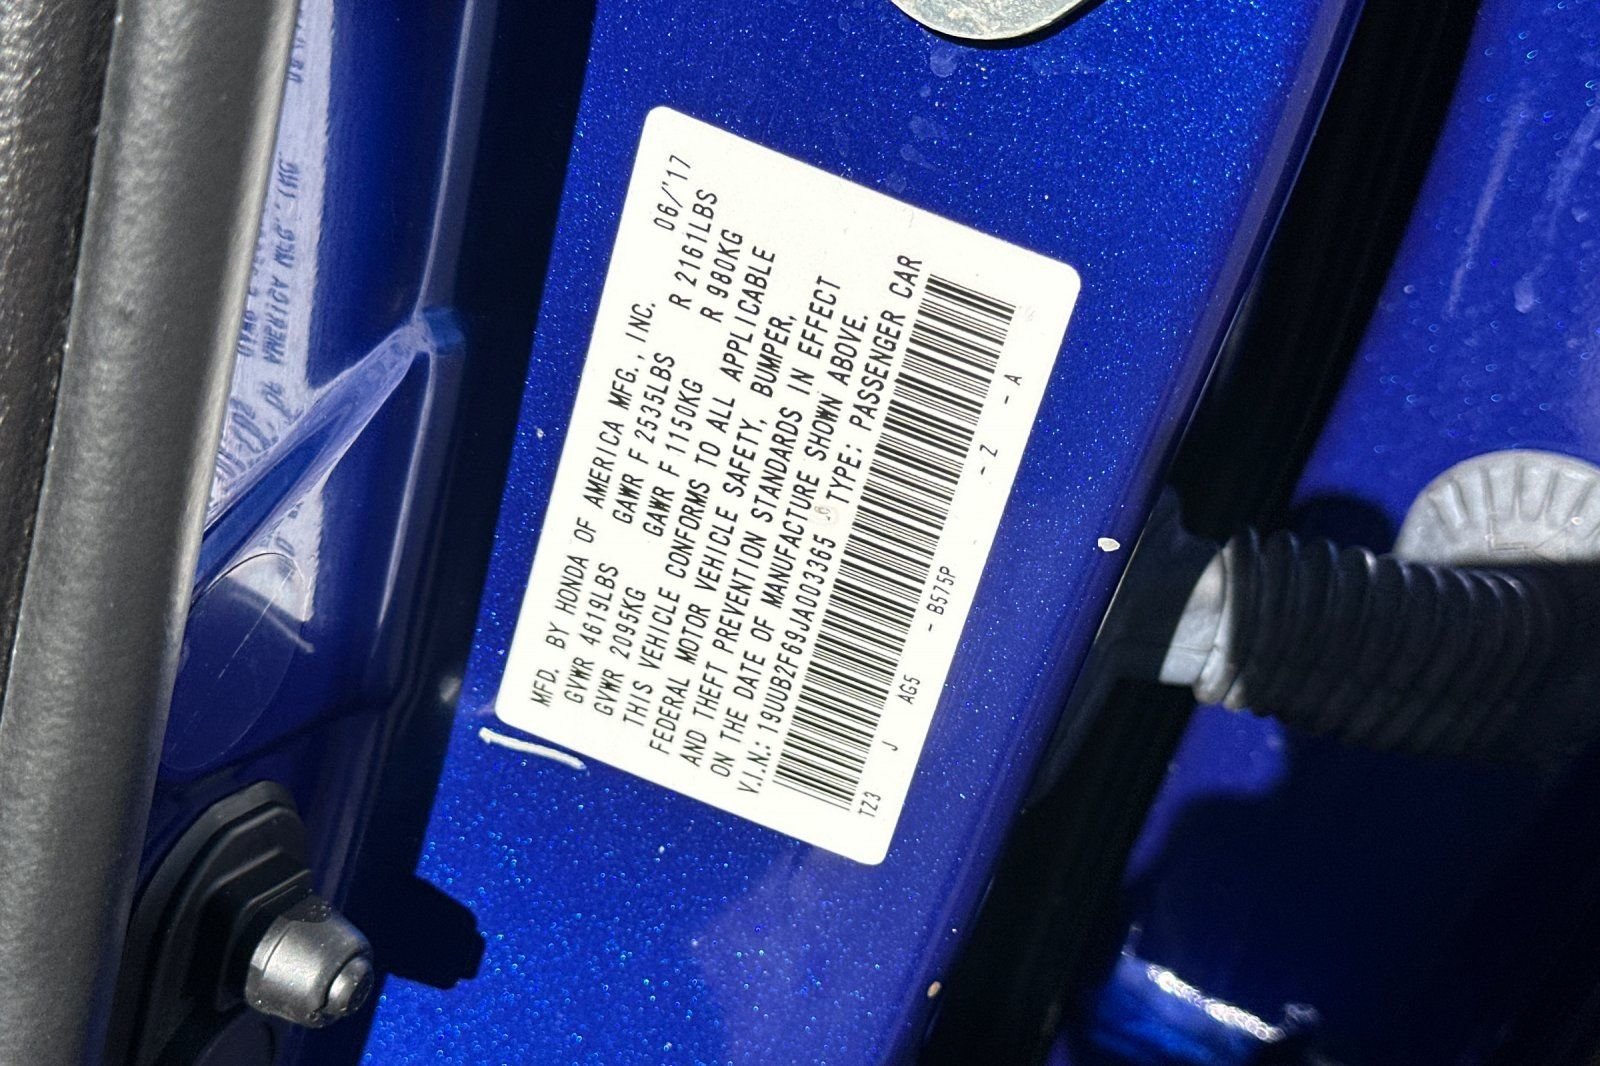 MFD. BY HONDA OF AMERICA MFG., INC. 06/'17
GVWR 4619LBS GAWR F 2535LBS R 2161LBS
GVWR 2095KG GAWR F 1150KG R 980KG
THIS VEHICLE CONFORMS TO ALL APPLICABLE
FEDERAL MOTOR VEHICLE SAFETY, BUMPER,
AND THEFT PREVENTION STANDARDS IN EFFECT
ON THE DATE OF MANUFACTURE SHOWN ABOVE.
V.I.N.: 19UUB2F69JA003365 TYPE: PASSENGER CAR
TZ3 J AG5 - B575P - Z - A